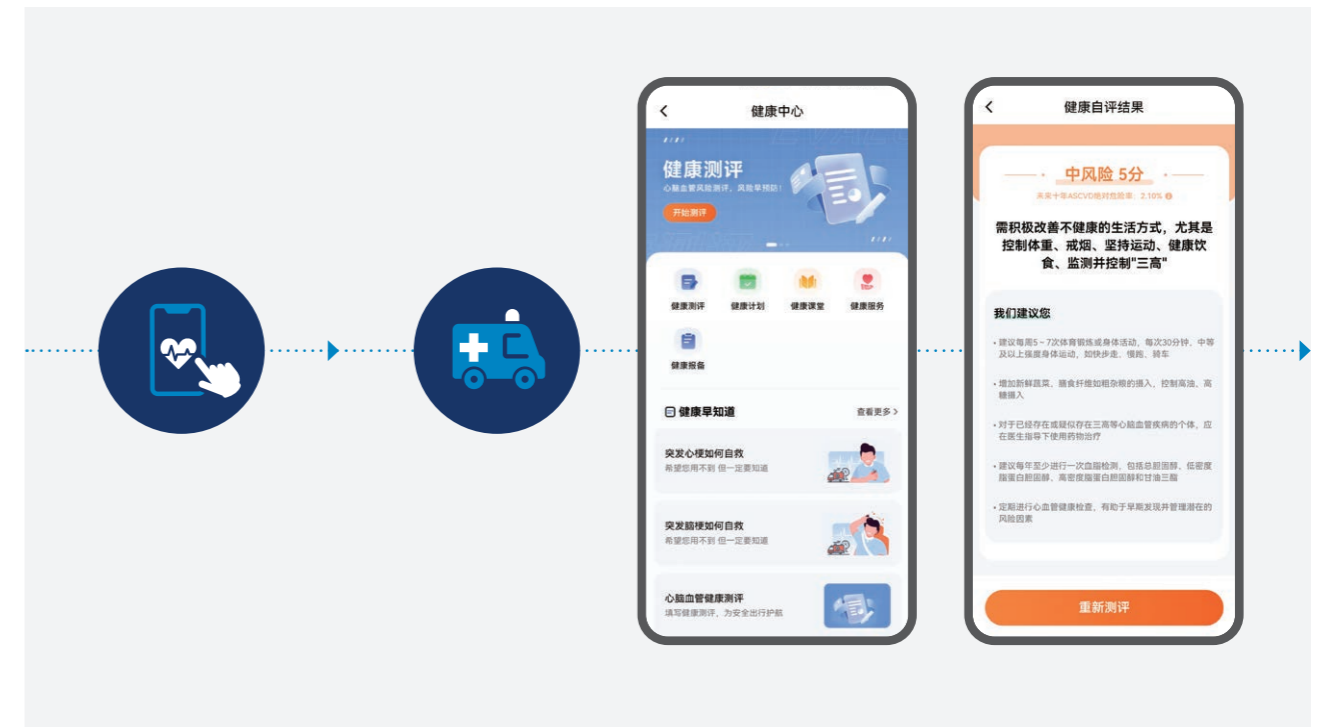 健康中心
健康测评
心脑血管风险测评，风险早预防！
开始测评
健康测评
健康计划
健康课堂
健康服务
健康报备
健康早知道
查看更多
突发心梗如何自救
希望您用不到 但一定要知道
突发脑梗如何自救
希望您用不到 但一定要知道
心脑血管健康测评
填写健康测评，为安全出行护航
健康自评结果
中风险 5分
未来十年ASCVD绝对危险率：2.10%
需积极改善不健康的生活方式，尤其是
控制体重、戒烟、坚持运动、健康饮
食、监测并控制"三高"
我们建议您
• 建议每周5－7次体育锻炼或身体活动，每次30分钟，中等
及以上强度身体运动，如快步走、慢跑、骑车
• 增加新鲜蔬菜，膳食纤维如粗杂粮的摄入，控制高油、高
糖摄入
• 对于已经存在或疑似存在三高等心脑血管疾病的个体，应
在医生指导下使用药物治疗
• 建议每年至少进行一次血脂检测，包括总胆固醇，低密度
脂蛋白胆固醇、高密度脂蛋白胆固醇和甘油三酯
• 定期进行心血管健康检查，有助于早期发现并管理潜在的
风险因素
重新测评